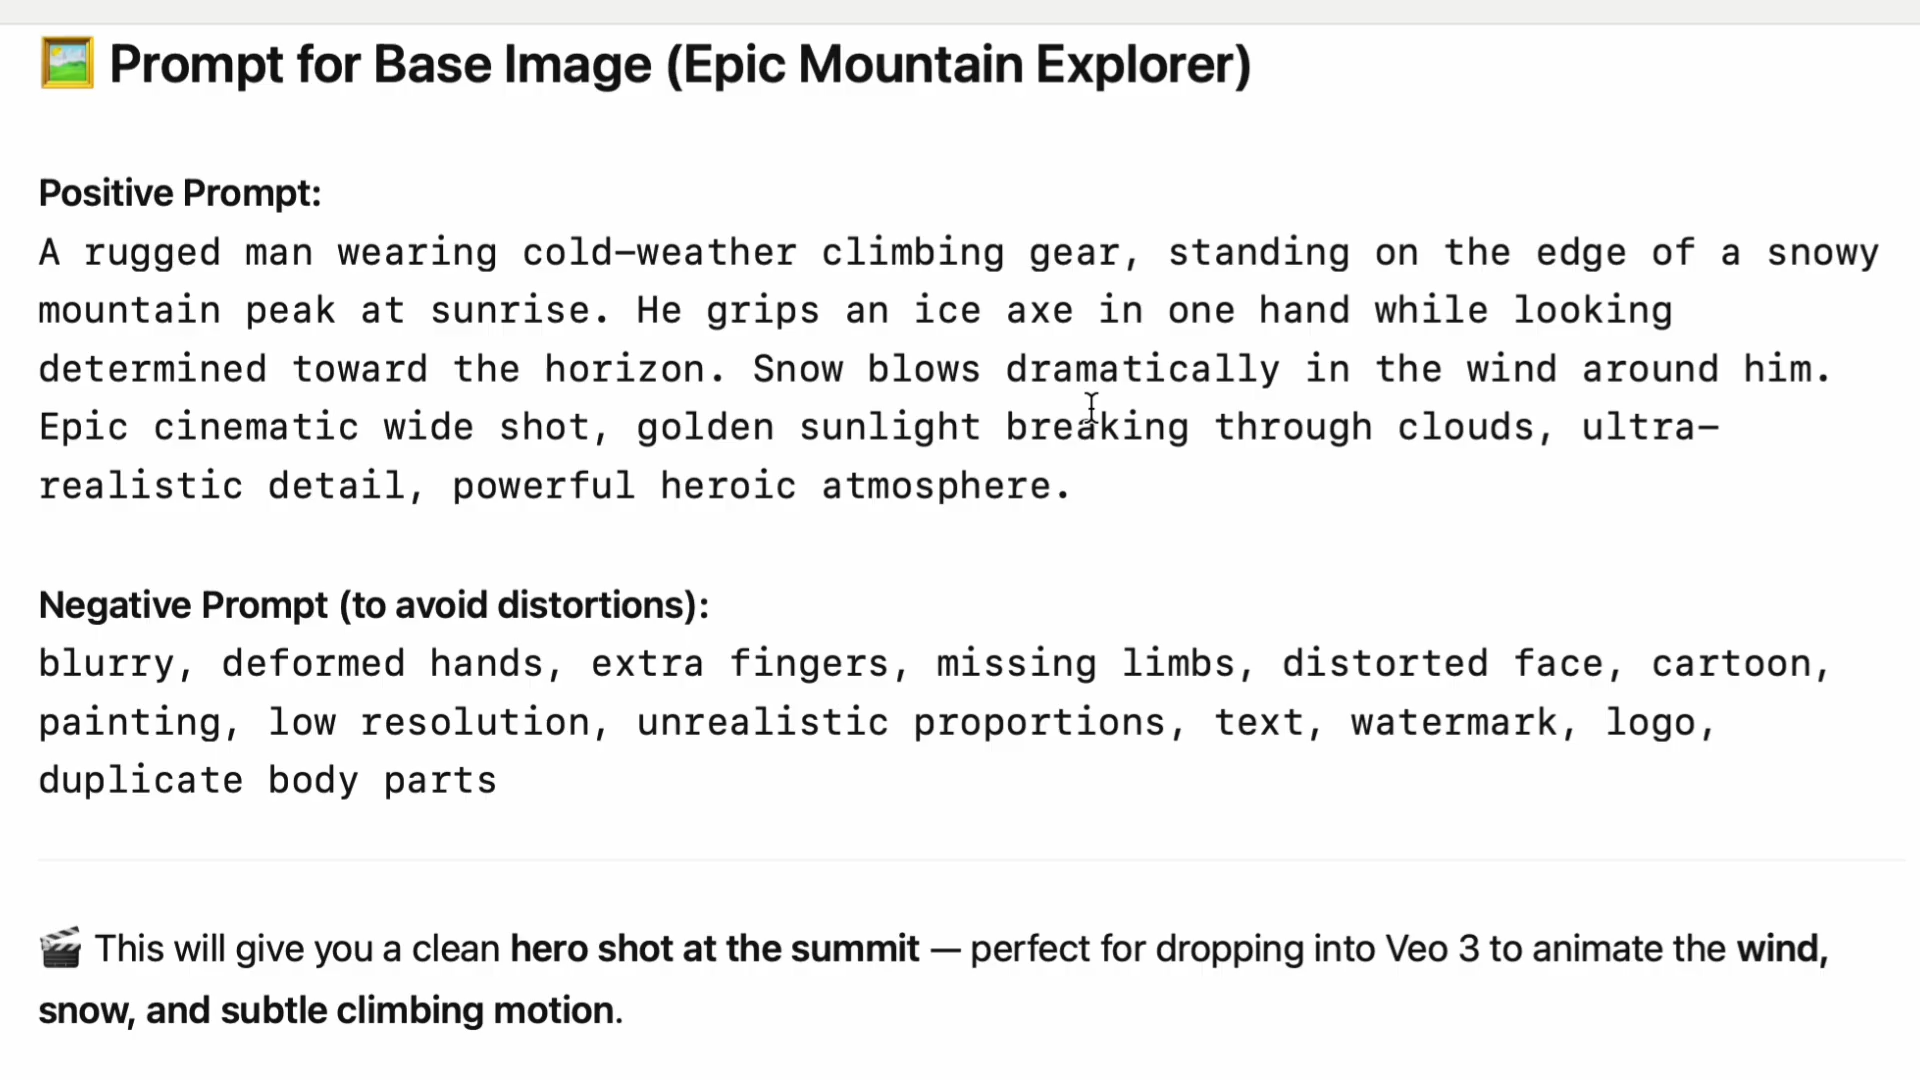 🖼️ Prompt for Base Image (Epic Mountain Explorer)
Positive Prompt:
A rugged man wearing cold-weather climbing gear, standing on the edge of a snowy
mountain peak at sunrise. He grips an ice axe in one hand while looking
determined toward the horizon. Snow blows dramatically in the wind around him.
Epic cinematic wide shot, golden sunlight breaking through clouds, ultra-
realistic detail, powerful heroic atmosphere.
Negative Prompt (to avoid distortions):
blurry, deformed hands, extra fingers, missing limbs, distorted face, cartoon,
painting, low resolution, unrealistic proportions, text, watermark, logo,
duplicate body parts
🎬 This will give you a clean hero shot at the summit — perfect for dropping into Veo 3 to animate the wind,
snow, and subtle climbing motion.